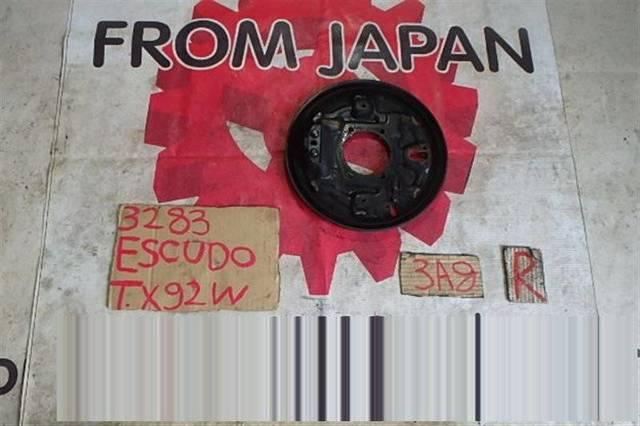 FROM JAPAN
3283
ESCUDO
TX92W
3A9
R